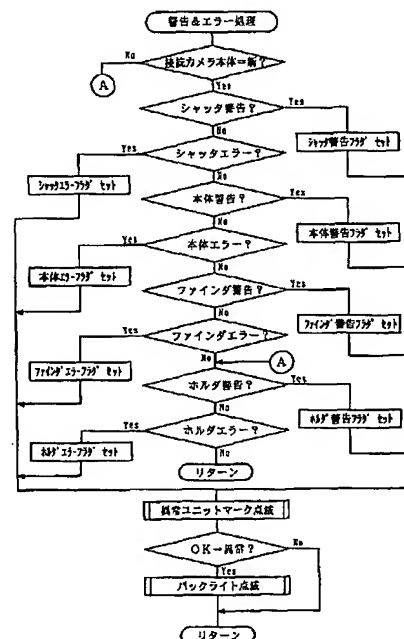 警告&エラー処理
接続カメラ本体=新?
No
A
Yes
シャッタ警告?
Yes
No
シャッタ警告フラグ セット
シャッタエラー?
Yes
No
シャッタエラーフラグ セット
本体警告?
Yes
No
本体警告フラグ セット
本体エラー?
Yes
No
本体エラーフラグ セット
ファインダ警告?
Yes
No
ファインダ警告フラグ セット
ファインダエラー?
Yes
No
A
ファインダエラーフラグ セット
ホルダ警告?
Yes
No
ホルダ警告フラグ セット
ホルダエラー?
Yes
No
ホルダエラーフラグ セット
リターン
異常ユニットマーク点滅
OK→異常?
No
Yes
バックライト点滅
リターン